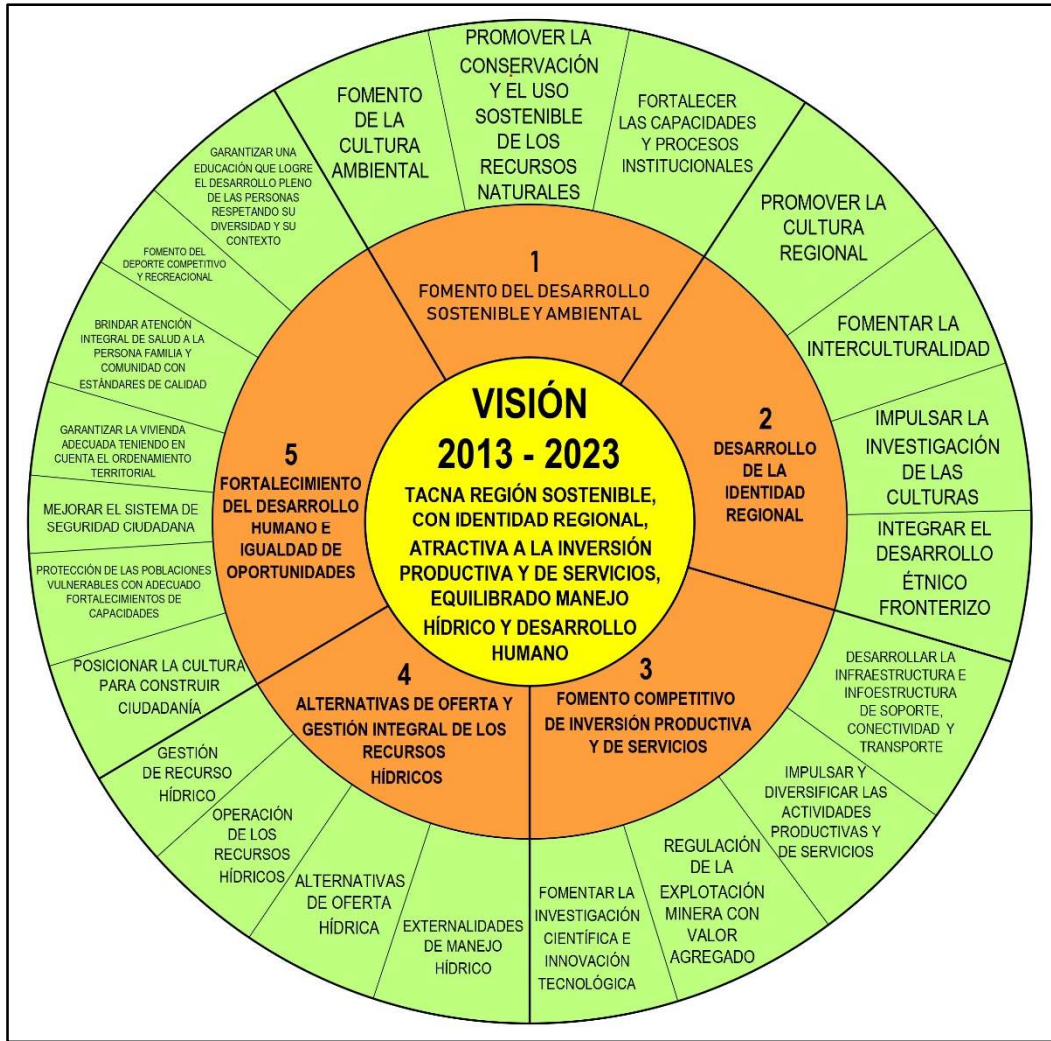 VISIÓN
2013 - 2023
TACNA REGIÓN SOSTENIBLE,
CON IDENTIDAD REGIONAL,
ATRACTIVA A LA INVERSIÓN
PRODUCTIVA Y DE SERVICIOS,
EQUILIBRADO MANEJO
HÍDRICO Y DESARROLLO
HUMANO
1
FOMENTO DEL DESARROLLO
SOSTENIBLE Y AMBIENTAL
FOMENTO
DE LA
CULTURA
AMBIENTAL
PROMOVER LA
CONSERVACIÓN
Y EL USO
SOSTENIBLE
DE LOS
RECURSOS
NATURALES
FORTALECER
LAS CAPACIDADES
Y PROCESOS
INSTITUCIONALES
2
DESARROLLO
DE LA
IDENTIDAD
REGIONAL
PROMOVER LA
CULTURA
REGIONAL
FOMENTAR LA
INTERCULTURALIDAD
IMPULSAR LA
INVESTIGACIÓN
DE LAS
CULTURAS
INTEGRAR EL
DESARROLLO
ÉTNICO
FRONTERIZO
3
FOMENTO COMPETITIVO
DE INVERSIÓN PRODUCTIVA
Y DE SERVICIOS
DESARROLLAR LA
INFRAESTRUCTURA E
INFOESTRUCTURA
DE SOPORTE,
CONECTIVIDAD Y
TRANSPORTE
IMPULSAR Y
DIVERSIFICAR LAS
ACTIVIDADES
PRODUCTIVAS Y
DE SERVICIOS
REGULACIÓN
DE LA
EXPLOTACIÓN
MINERA CON
VALOR
AGREGADO
FOMENTAR LA
INVESTIGACIÓN
CIENTÍFICA E
INNOVACIÓN
TECNOLÓGICA
4
ALTERNATIVAS DE OFERTA Y
GESTIÓN INTEGRAL DE LOS
RECURSOS
HÍDRICOS
EXTERNALIDADES
DE MANEJO
HÍDRICO
ALTERNATIVAS
DE OFERTA
HÍDRICA
OPERACIÓN
DE LOS
RECURSOS
HÍDRICOS
GESTIÓN
DE RECURSO
HÍDRICO
5
FORTALECIMIENTO
DEL DESARROLLO
HUMANO E
IGUALDAD DE
OPORTUNIDADES
POSICIONAR LA CULTURA
PARA CONSTRUIR
CIUDADANÍA
PROTECCIÓN DE LAS POBLACIONES
VULNERABLES CON ADECUADO
FORTALECIMIENTOS DE
CAPACIDADES
MEJORAR EL SISTEMA DE
SEGURIDAD CIUDADANA
GARANTIZAR LA VIVIENDA
ADECUADA TENIENDO EN
CUENTA EL ORDENAMIENTO
TERRITORIAL
BRINDAR ATENCIÓN
INTEGRAL DE SALUD A LA
PERSONA FAMILIA Y
COMUNIDAD CON
ESTÁNDARES DE CALIDAD
FOMENTO DEL
DEPORTE COMPETITIVO
Y RECREACIONAL
GARANTIZAR UNA
EDUCACIÓN QUE LOGRE
EL DESARROLLO PLENO
DE LAS PERSONAS
RESPETANDO SU
DIVERSIDAD Y SU
CONTEXTO